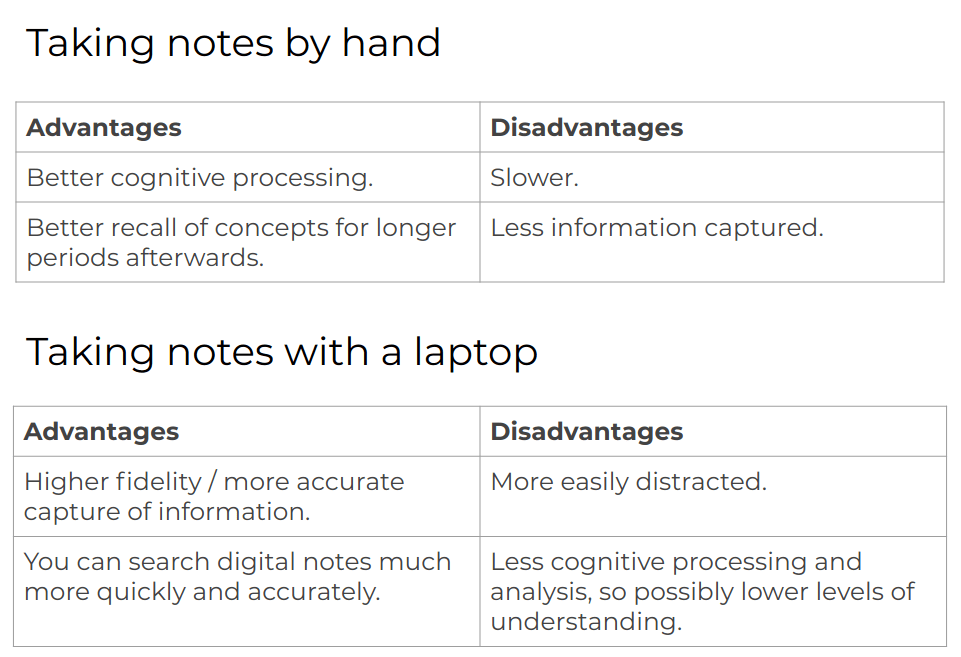 Taking notes by hand
Advantages
Disadvantages
Better cognitive processing.
Slower.
Better recall of concepts for longer
periods afterwards.
Less information captured.
Taking notes with a laptop
Advantages
Disadvantages
Higher fidelity / more accurate
capture of information.
More easily distracted.
You can search digital notes much
more quickly and accurately.
Less cognitive processing and
analysis, so possibly lower levels of
understanding.